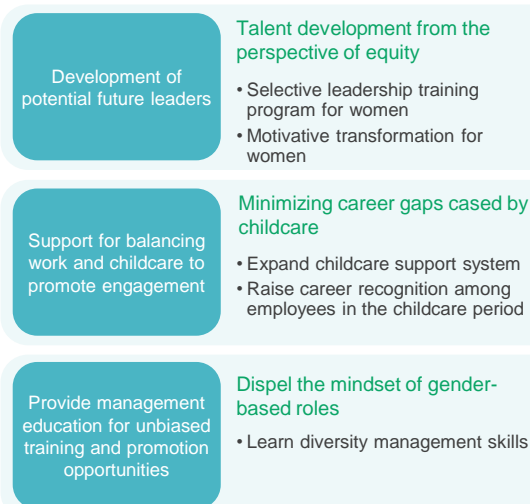 Development of
potential future leaders
Talent development from the
perspective of equity
• Selective leadership training
program for women
• Motivative transformation for
women
Support for balancing
work and childcare to
promote engagement
Minimizing career gaps cased by
childcare
• Expand childcare support system
• Raise career recognition among
employees in the childcare period
Provide management
education for unbiased
training and promotion
opportunities
Dispel the mindset of gender-
based roles
• Learn diversity management skills